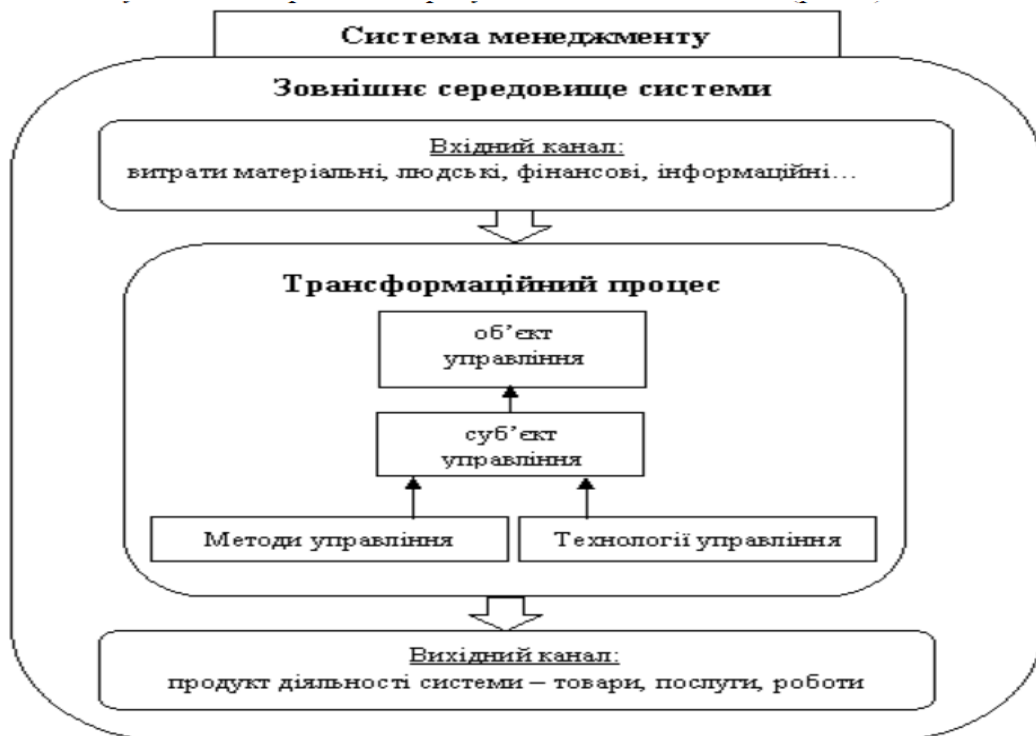 Система менеджменту
Зовнішнє середовище системи
Вхідний канал:
витрати матеріальні, людські, фінансові, інформаційні…
Трансформаційний процес
об’єкт
управління
суб’єкт
управління
Методи управління
Технології управління
Вихідний канал:
продукт діяльності системи – товари, послуги, роботи